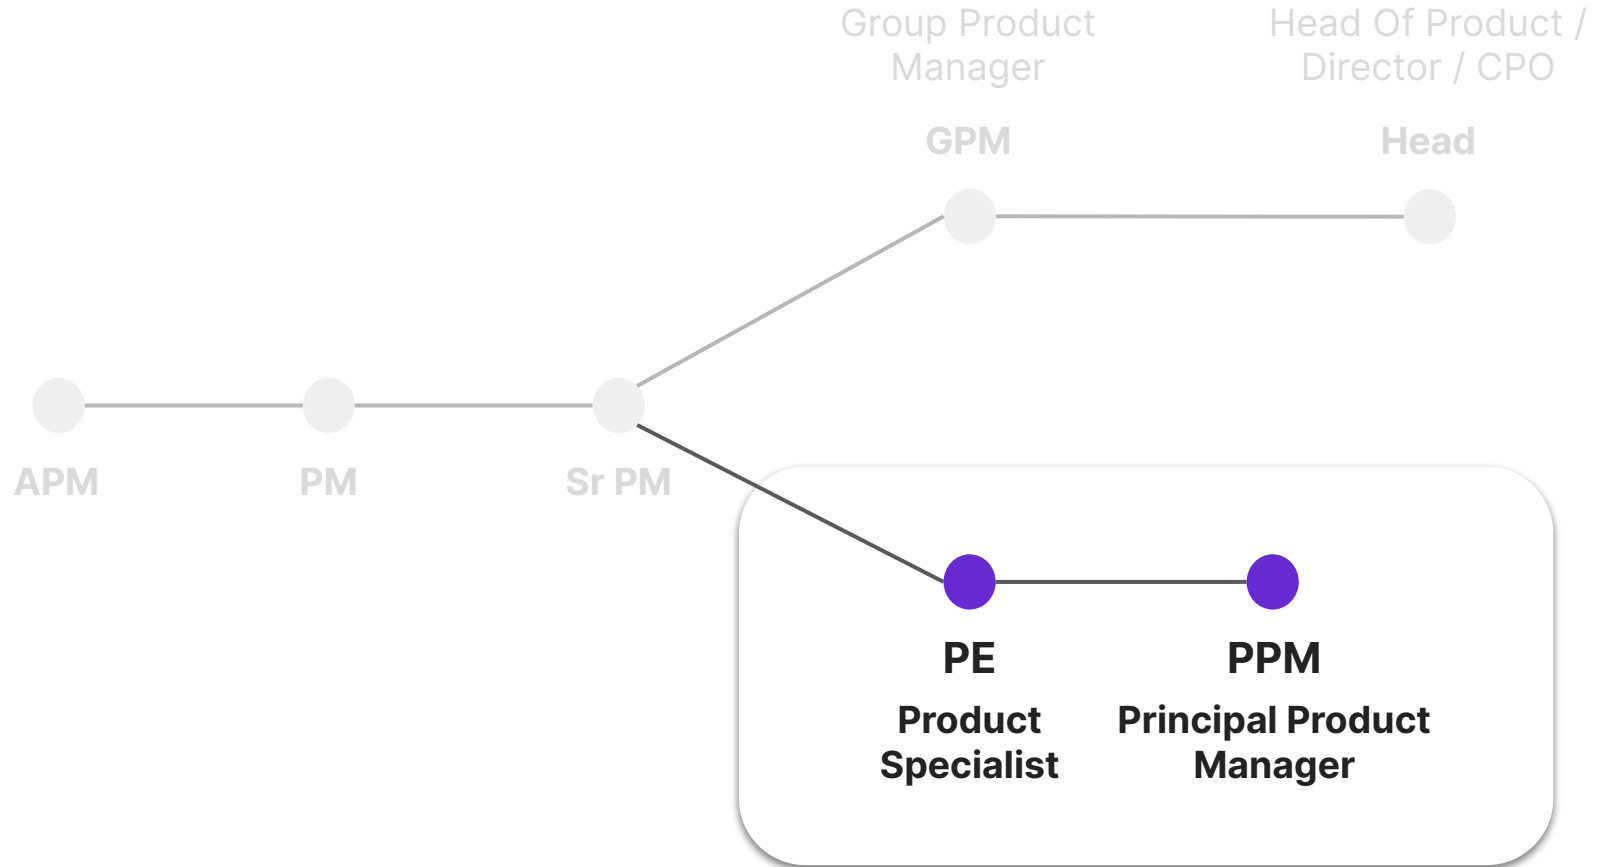 Group Product
Manager
GPM
Head Of Product /
Director / CPO
Head
APM
PM
Sr PM
PE
Product
Specialist
PPM
Principal Product
Manager